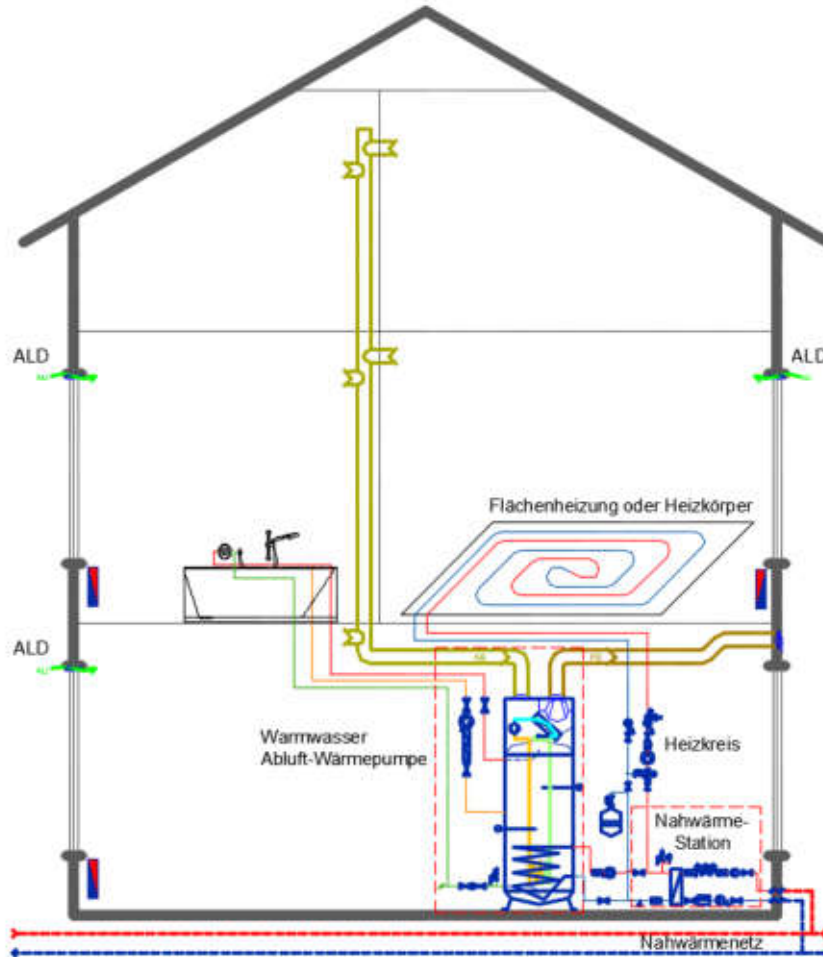 ALD
ALD
Flächenheizung oder Heizkörper
ALD
Warmwasser
Abluft-Wärmepumpe
Heizkreis
Nahwärme-
Station
Nahwärmenetz